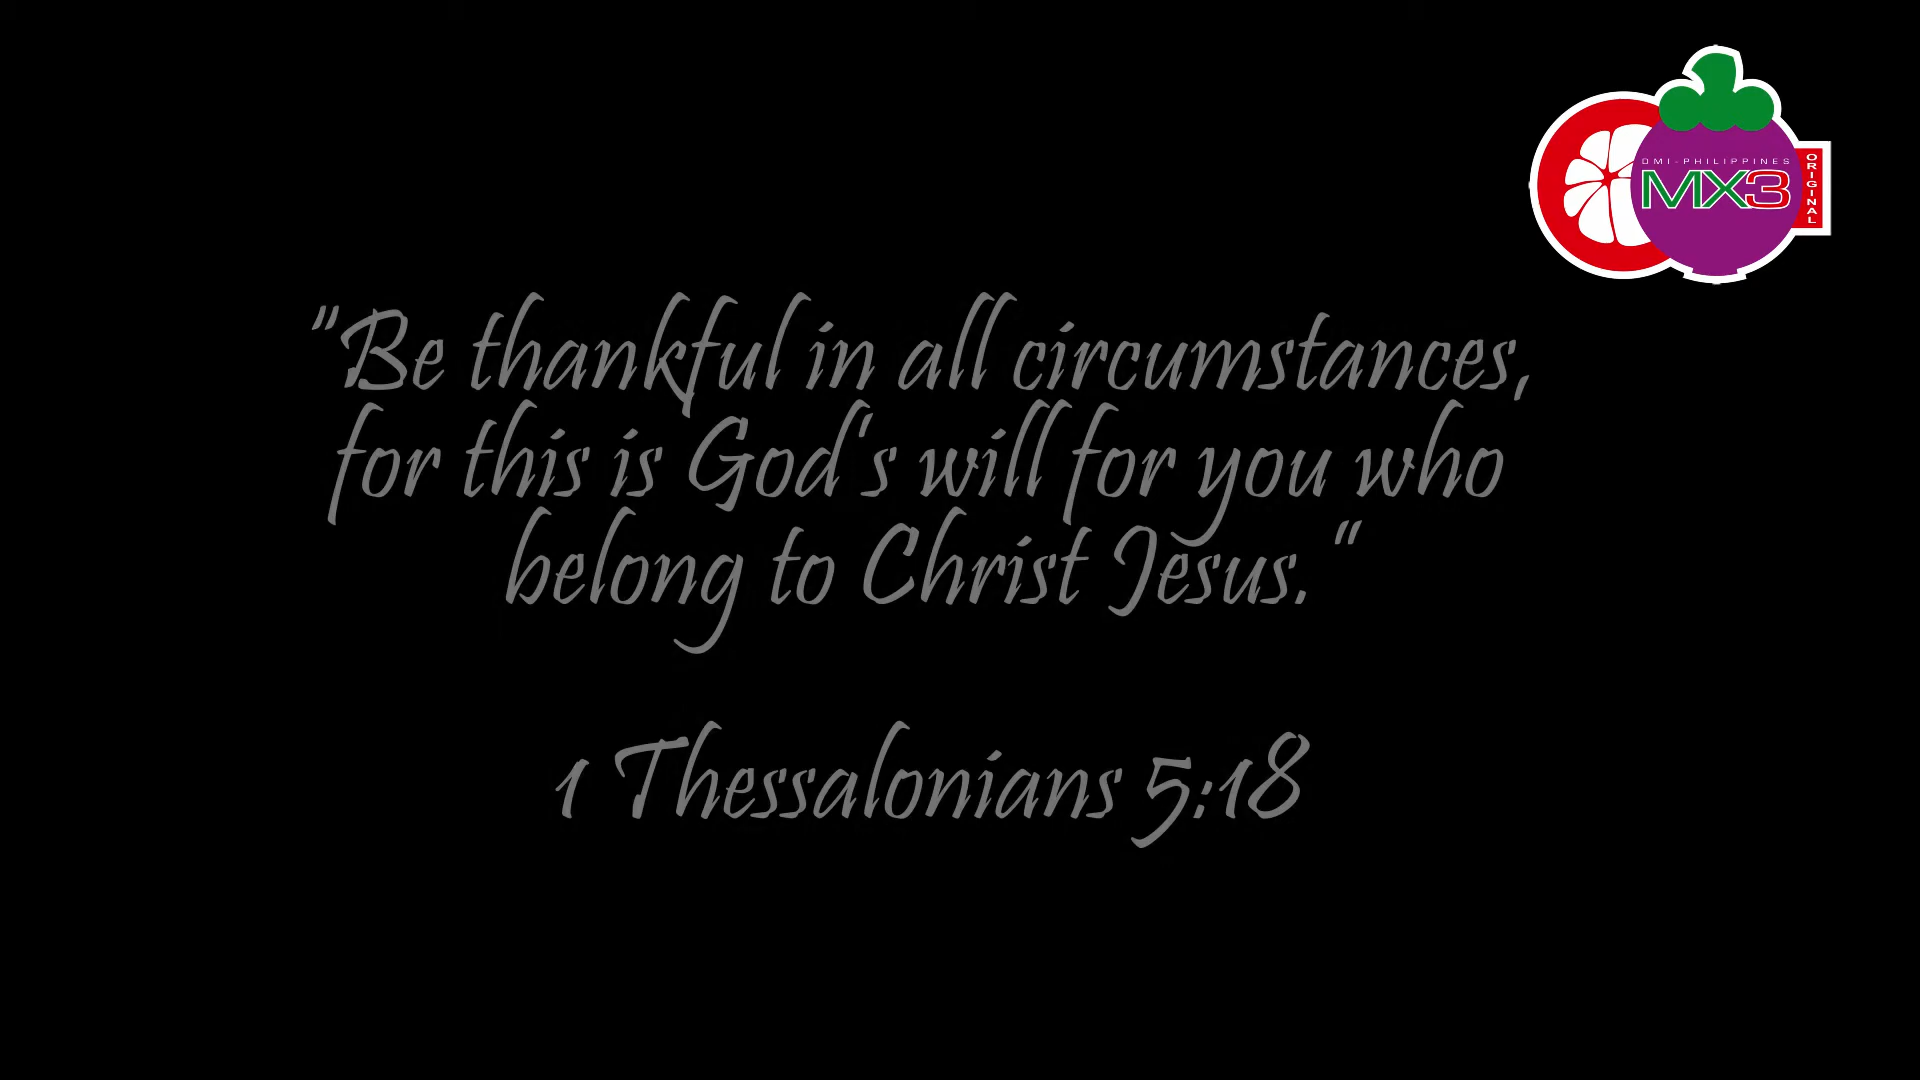 DMI-PHILIPPINES
MX3
ORIGINAL
"Be thankful in all circumstances,
for this is God's will for you who
belong to Christ Jesus. "
1 Thessalonians 5:18